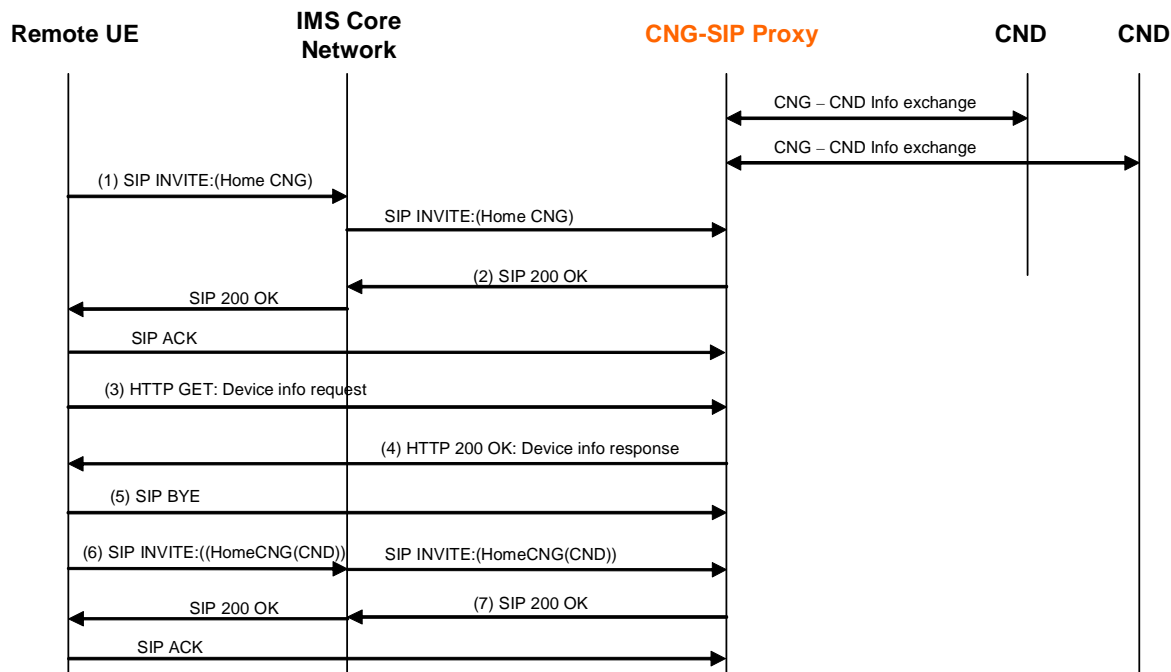 Remote UE
IMS Core
Network
CNG-SIP Proxy
CND
CND
CNG – CND Info exchange
CNG – CND Info exchange
(1) SIP INVITE:(Home CNG)
SIP INVITE:(Home CNG)
(2) SIP 200 OK
SIP 200 OK
SIP ACK
(3) HTTP GET: Device info request
(4) HTTP 200 OK: Device info response
(5) SIP BYE
(6) SIP INVITE:((HomeCNG(CND))
SIP INVITE:(HomeCNG(CND))
(7) SIP 200 OK
SIP 200 OK
SIP ACK